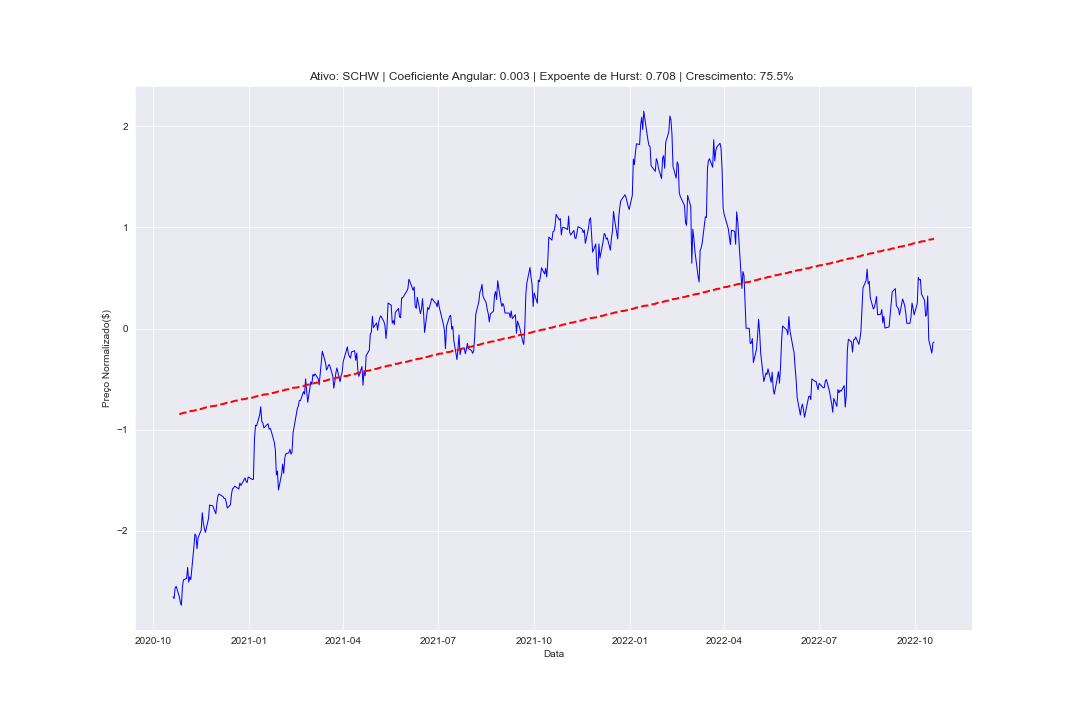 Ativo: SCHW | Coeficiente Angular: 0.003 | Expoente de Hurst: 0.708 | Crescimento: 75.5%
Preço Normalizado($)
2
1
0
−1
−2
2020-10 2021-01 2021-04 2021-07 2021-10 2022-01 2022-04 2022-07 2022-10
Data